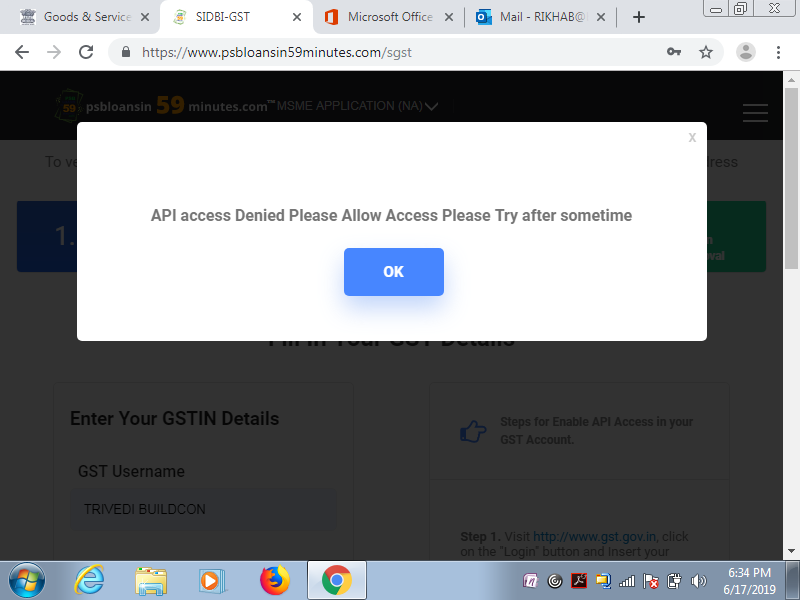 Goods & Service
SIDBI-GST
Microsoft Office
Mail - RIKHAB@
https://www.psbloansin59minutes.com/sgst
59
psbloansin 59 minutes.com™
MSME APPLICATION (NA)
To ve
dress
X
API access Denied Please Allow Access Please Try after sometime
OK
1.
Fill in Your GST Details
Enter Your GSTIN Details
GST Username
TRIVEDI BUILDCON
Steps for Enable API Access in your
GST Account.
Step 1. Visit http://www.gst.gov.in, click
on the "Login" button and Insert your
6:34 PM
6/17/2019